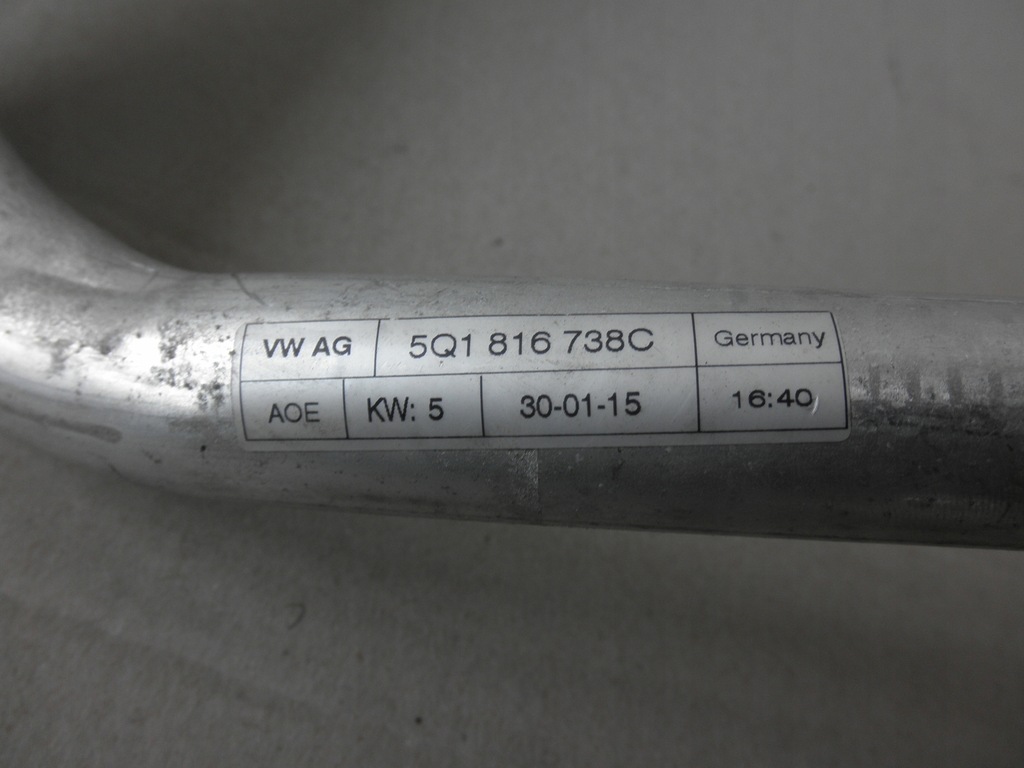 VW AG 5Q1 816 738C Germany
AOE KW: 5 30-01-15 16:40